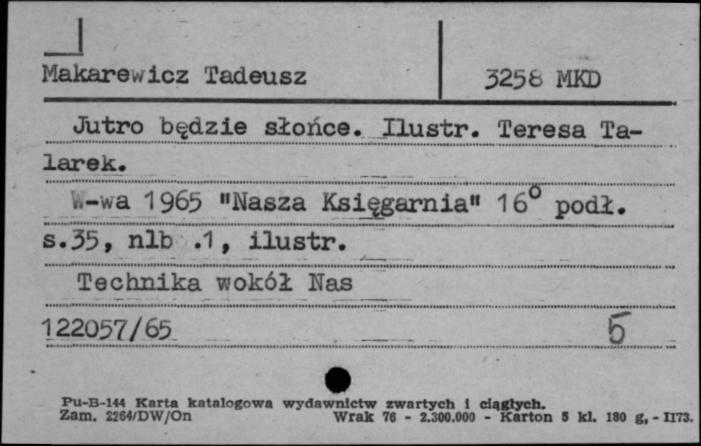 Makarewicz Tadeusz 3258 MKD
Jutro będzie słońce. Ilustr. Teresa Ta-
larek.
W-wa 1965 "Nasza Księgarnia" 16° podł.
s.35, nlb .1, ilustr.
Technika wokół Nas
122057/65 5
Pu-B-144 Karta katalogowa wydawnictw zwartych i ciągłych.
Zam. 2264/DW/On Wrak 76 - 2.300.000 - Karton 5 kl. 180 g, - II73.